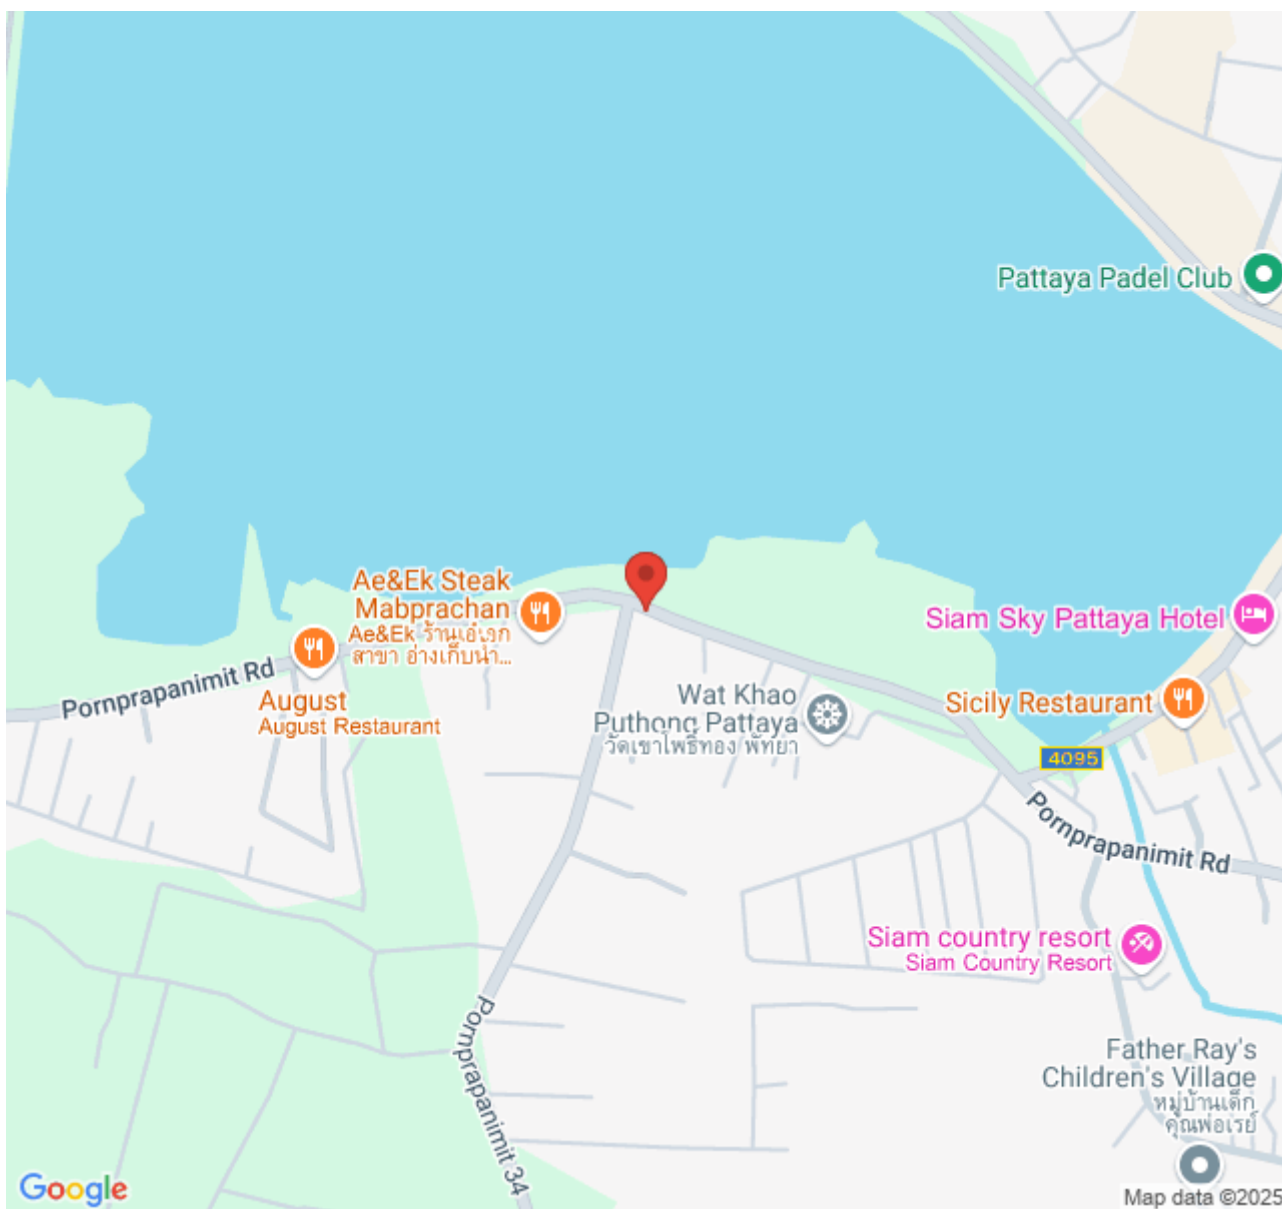 Pattaya Padel Club
Ae&Ek Steak
Mabprachan
Ae&Ek ร้านเอ๋เอก
สาขา อ่างเก็บน้ำ...
Siam Sky Pattaya Hotel
Pornprapanimit Rd
August
August Restaurant
Wat Khao
Puthong Pattaya
วัดเขาโพธิ์ทอง พัทยา
Sicily Restaurant
4095
Pornprapanimit Rd
Siam country resort
Siam Country Resort
Pornprapanimit 34
Father Ray's
Children's Village
หมู่บ้านเด็ก
คุณพ่อเรย์
Google
Map data ©2025